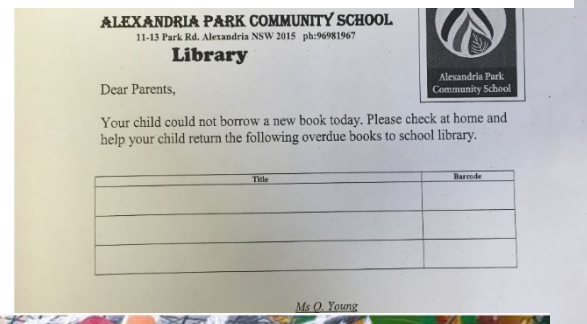 ALEXANDRIA PARK COMMUNITY SCHOOL
11-13 Park Rd. Alexandria NSW 2015 ph:96981967
Library
Alexandria Park
Community School
Dear Parents,
Your child could not borrow a new book today. Please check at home and
help your child return the following overdue books to school library.
Title Barcode
Ms O. Young